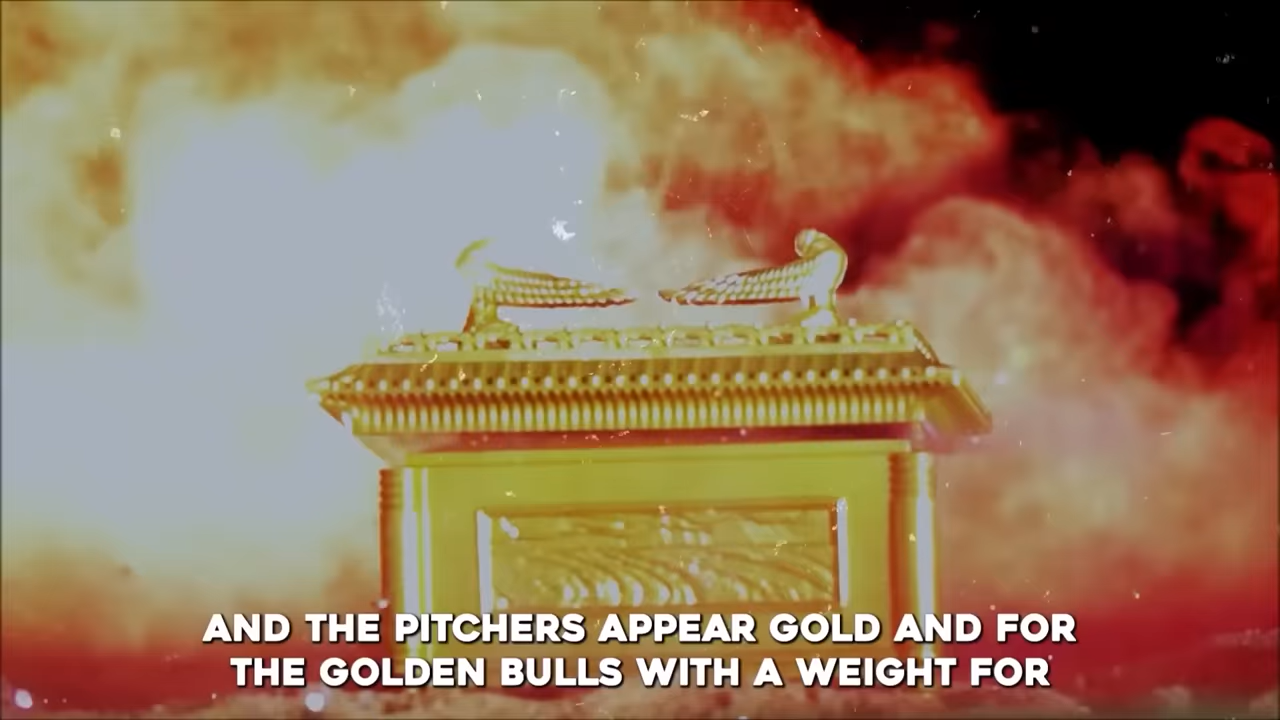 AND THE PITCHERS APPEAR GOLD AND FOR
THE GOLDEN BULLS WITH A WEIGHT FOR